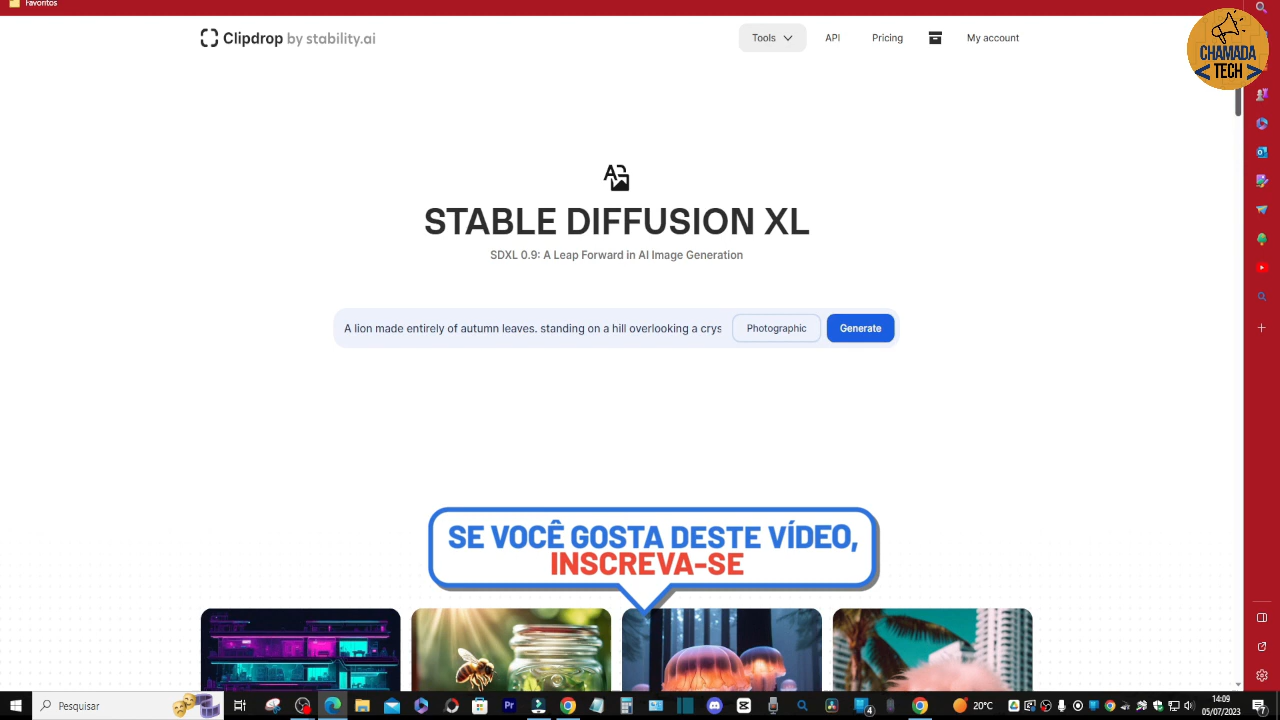 Favoritos
Clipdrop by stability.ai
Tools
API
Pricing
My account
CHAMADA
< TECH >
STABLE DIFFUSION XL
SDXL 0.9: A Leap Forward in AI Image Generation
A lion made entirely of autumn leaves. standing on a hill overlooking a crys
Photographic
Generate
SE VOCÊ GOSTA DESTE VÍDEO,
INSCREVA-SE
Pesquisar
Pr
4
20°C
14:09
05/07/2023